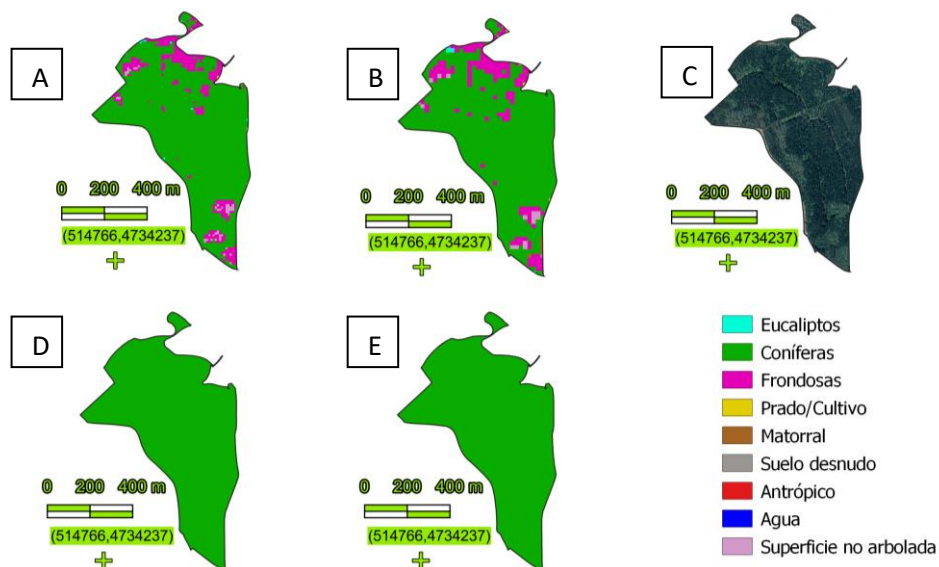 A
0 200 400 m
(514766,4734237)
B
0 200 400 m
(514766,4734237)
C
0 200 400 m
(514766,4734237)
D
0 200 400 m
(514766,4734237)
E
0 200 400 m
(514766,4734237)
Eucaliptos
Coníferas
Frondosas
Prado/Cultivo
Matorral
Suelo desnudo
Antrópico
Agua
Superficie no arbolada